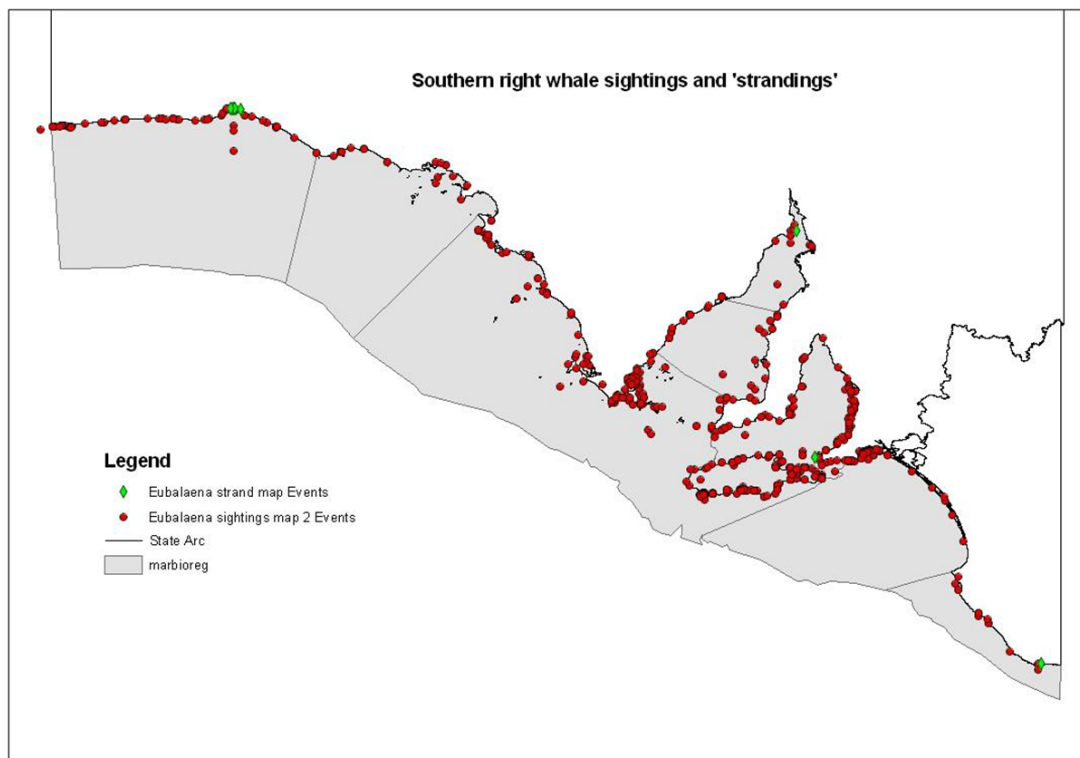 Southern right whale sightings and 'strandings'
Legend
Eubalaena strand map Events
Eubalaena sightings map 2 Events
State Arc
marbioreg